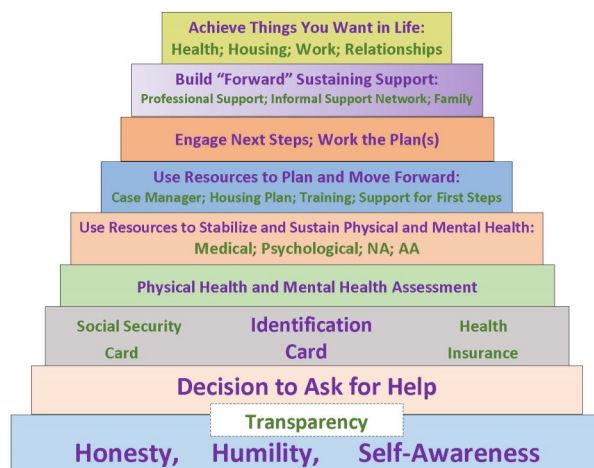 Achieve Things You Want in Life:
Health; Housing; Work; Relationships
Build “Forward” Sustaining Support:
Professional Support; Informal Support Network; Family
Engage Next Steps; Work the Plan(s)
Use Resources to Plan and Move Forward:
Case Manager; Housing Plan; Training; Support for First Steps
Use Resources to Stabilize and Sustain Physical and Mental Health:
Medical; Psychological; NA; AA
Physical Health and Mental Health Assessment
Social Security
Card
Identification
Card
Health
Insurance
Decision to Ask for Help
Transparency
Honesty, Humility, Self-Awareness